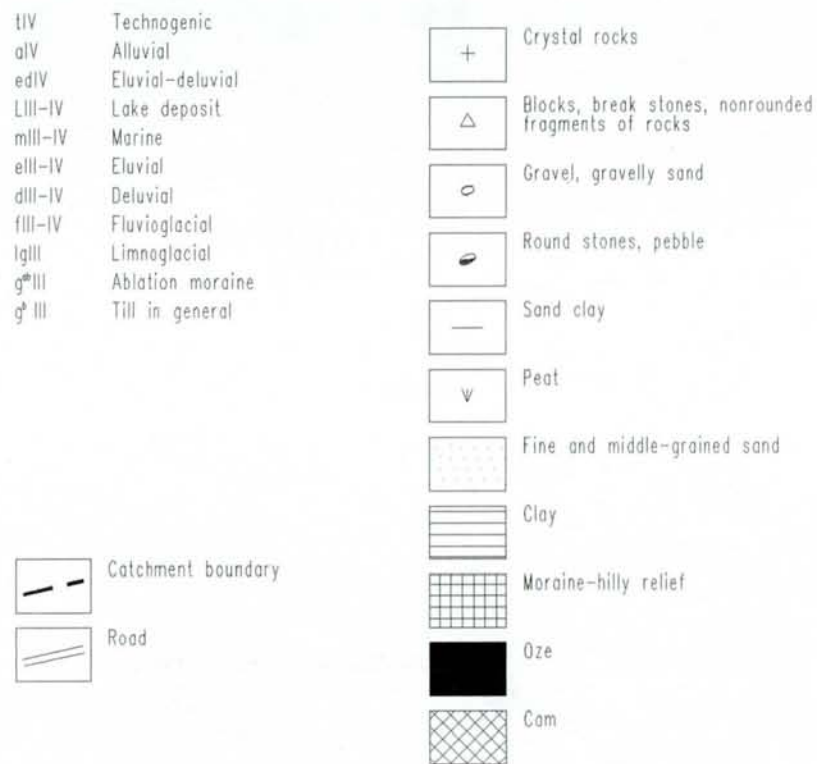 tIV Technogenic
aIV Alluvial
edIV Eluvial-deluvial
LIII-IV Lake deposit
mIII-IV Marine
eIII-IV Eluvial
dIII-IV Deluvial
fIII-IV Fluvioglacial
lgIII Limnoglacial
gᵃᵇIII Ablation moraine
gᵇ III Till in general
Catchment boundary
Road
Crystal rocks
Blocks, break stones, nonrounded
fragments of rocks
Gravel, gravelly sand
Round stones, pebble
Sand clay
Peat
Fine and middle-grained sand
Clay
Moraine-hilly relief
Oze
Cam